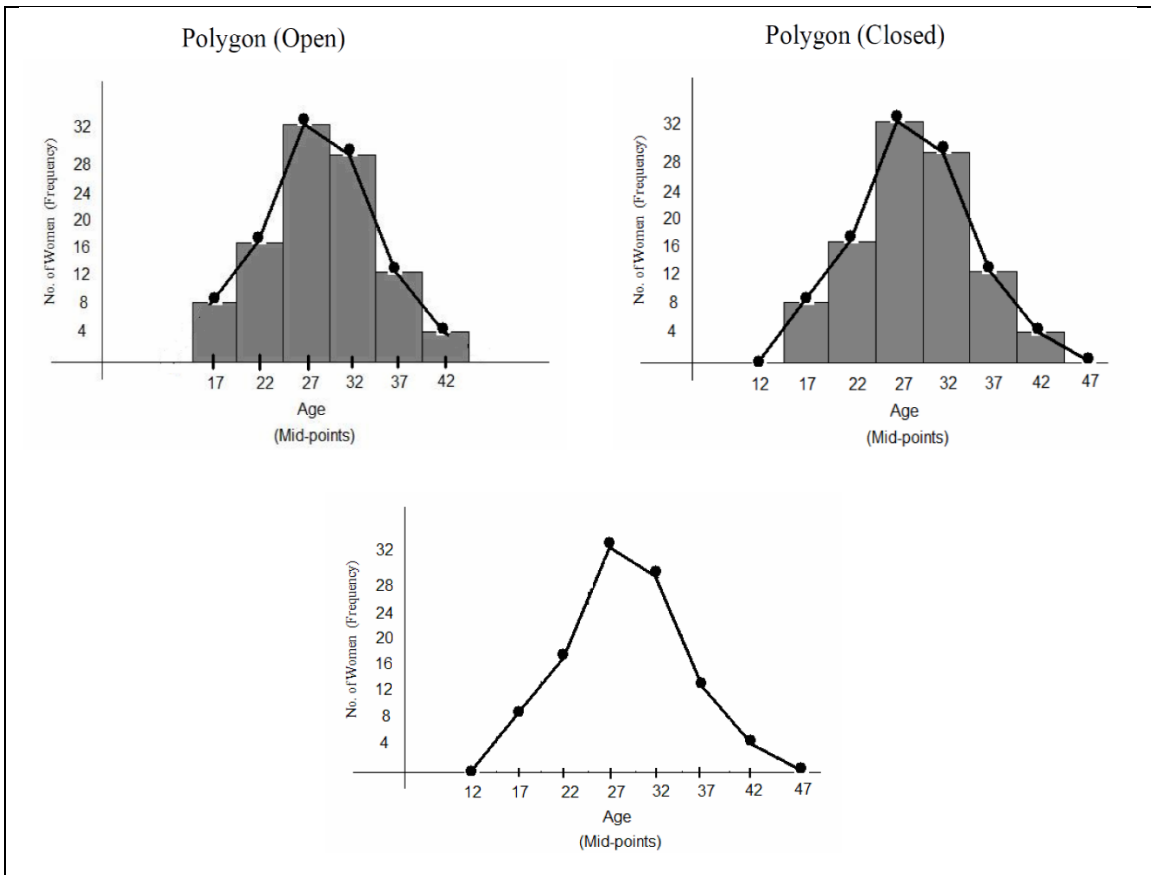 Polygon (Open)
No. of Women (Frequency)
32
28
24
20
16
12
8
4
17 22 27 32 37 42
Age
(Mid-points)
Polygon (Closed)
No. of Women (Frequency)
32
28
24
20
16
12
8
4
12 17 22 27 32 37 42 47
Age
(Mid-points)
No. of Women (Frequency)
32
28
24
20
16
12
8
4
12 17 22 27 32 37 42 47
Age
(Mid-points)